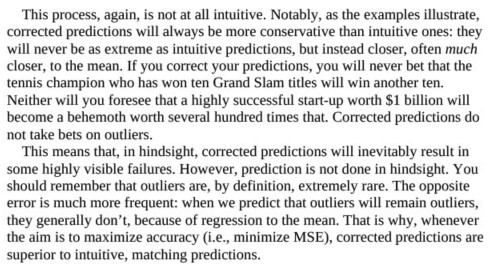 This process, again, is not at all intuitive. Notably, as the examples illustrate,
corrected predictions will always be more conservative than intuitive ones: they
will never be as extreme as intuitive predictions, but instead closer, often much
closer, to the mean. If you correct your predictions, you will never bet that the
tennis champion who has won ten Grand Slam titles will win another ten.
Neither will you foresee that a highly successful start-up worth $1 billion will
become a behemoth worth several hundred times that. Corrected predictions do
not take bets on outliers.
This means that, in hindsight, corrected predictions will inevitably result in
some highly visible failures. However, prediction is not done in hindsight. You
should remember that outliers are, by definition, extremely rare. The opposite
error is much more frequent: when we predict that outliers will remain outliers,
they generally don’t, because of regression to the mean. That is why, whenever
the aim is to maximize accuracy (i.e., minimize MSE), corrected predictions are
superior to intuitive, matching predictions.